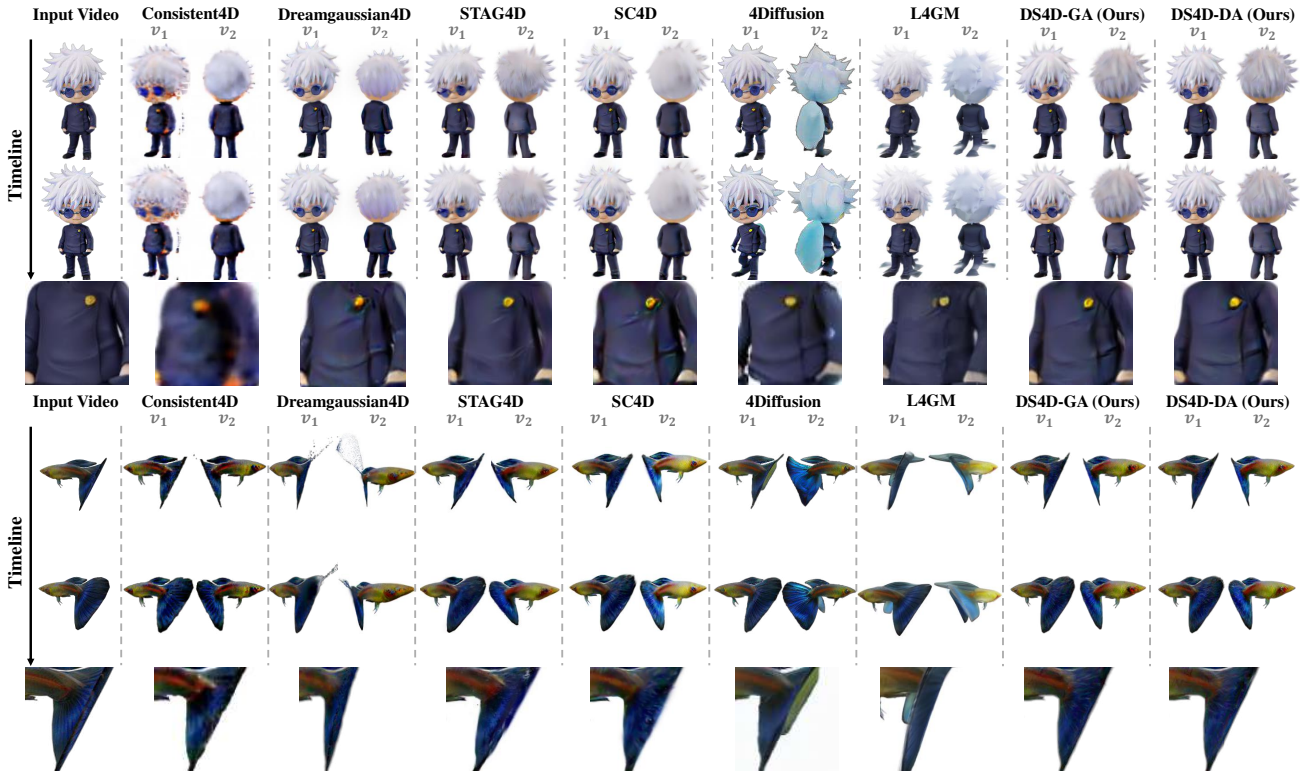 Input Video Consistent4D Dreamgaussian4D STAG4D SC4D 4Diffusion L4GM DS4D-GA (Ours) DS4D-DA (Ours)
v₁ v₂ v₁ v₂ v₁ v₂ v₁ v₂ v₁ v₂ v₁ v₂ v₁ v₂ v₁ v₂
Timeline
Input Video Consistent4D Dreamgaussian4D STAG4D SC4D 4Diffusion L4GM DS4D-GA (Ours) DS4D-DA (Ours)
v₁ v₂ v₁ v₂ v₁ v₂ v₁ v₂ v₁ v₂ v₁ v₂ v₁ v₂ v₁ v₂
Timeline